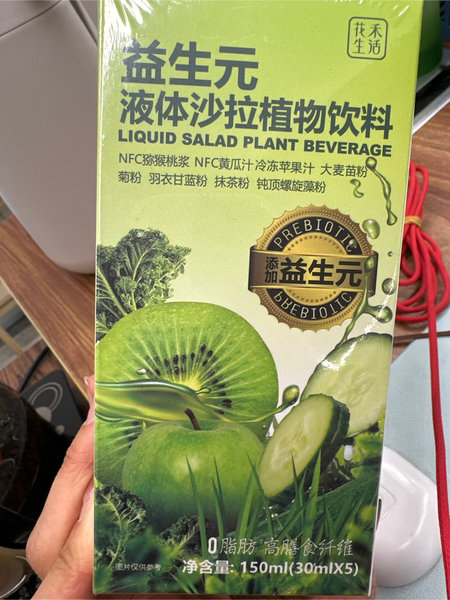 花禾
生活
益生元
液体沙拉植物饮料
LIQUID SALAD PLANT BEVERAGE
NFC猕猴桃浆 NFC黄瓜汁 冷冻苹果汁 大麦苗粉
菊粉 羽衣甘蓝粉 抹茶粉 钝顶螺旋藻粉
PREBIOTIC
添加
益生元
PREBIOTIC
0脂肪 高膳食纤维
图片仅供参考
净含量: 150ml(30mlX5)